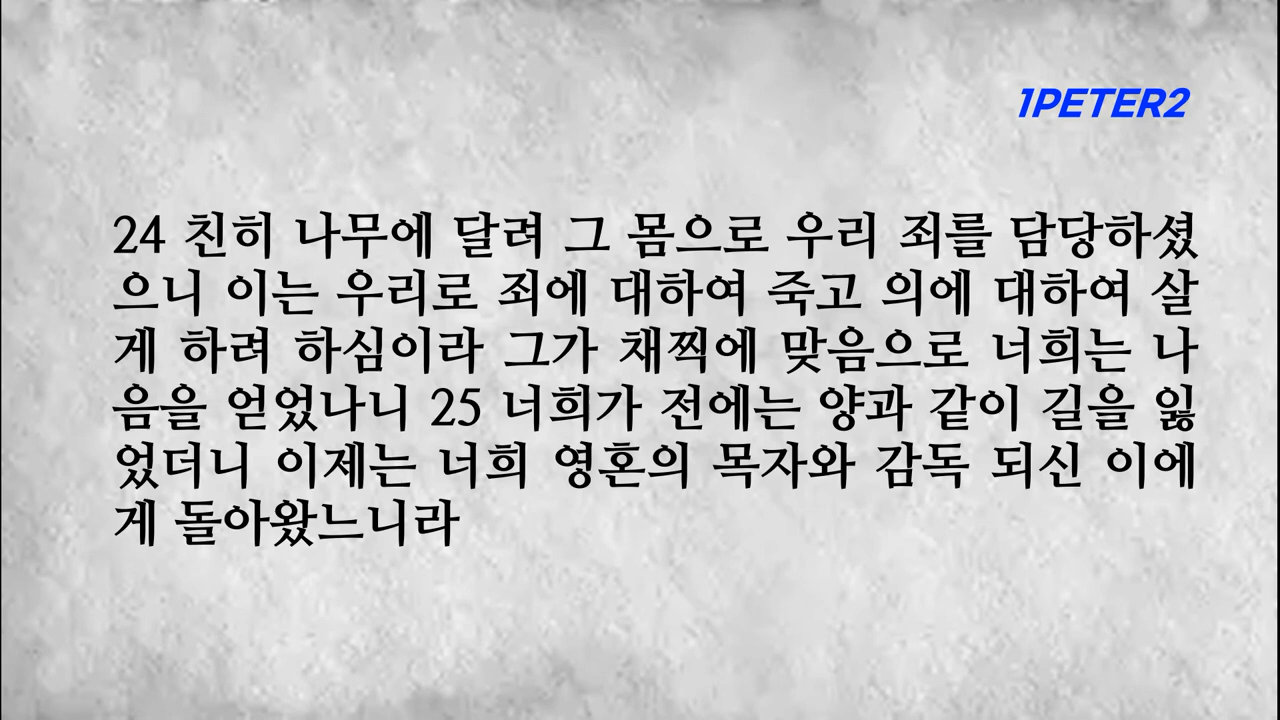 1PETER2
24 친히 나무에 달려 그 몸으로 우리 죄를 담당하셨
으니 이는 우리로 죄에 대하여 죽고 의에 대하여 살
게 하려 하심이라 그가 채찍에 맞음으로 너희는 나
음을 얻었나니 25 너희가 전에는 양과 같이 길을 잃
었더니 이제는 너희 영혼의 목자와 감독 되신 이에
게 돌아왔느니라